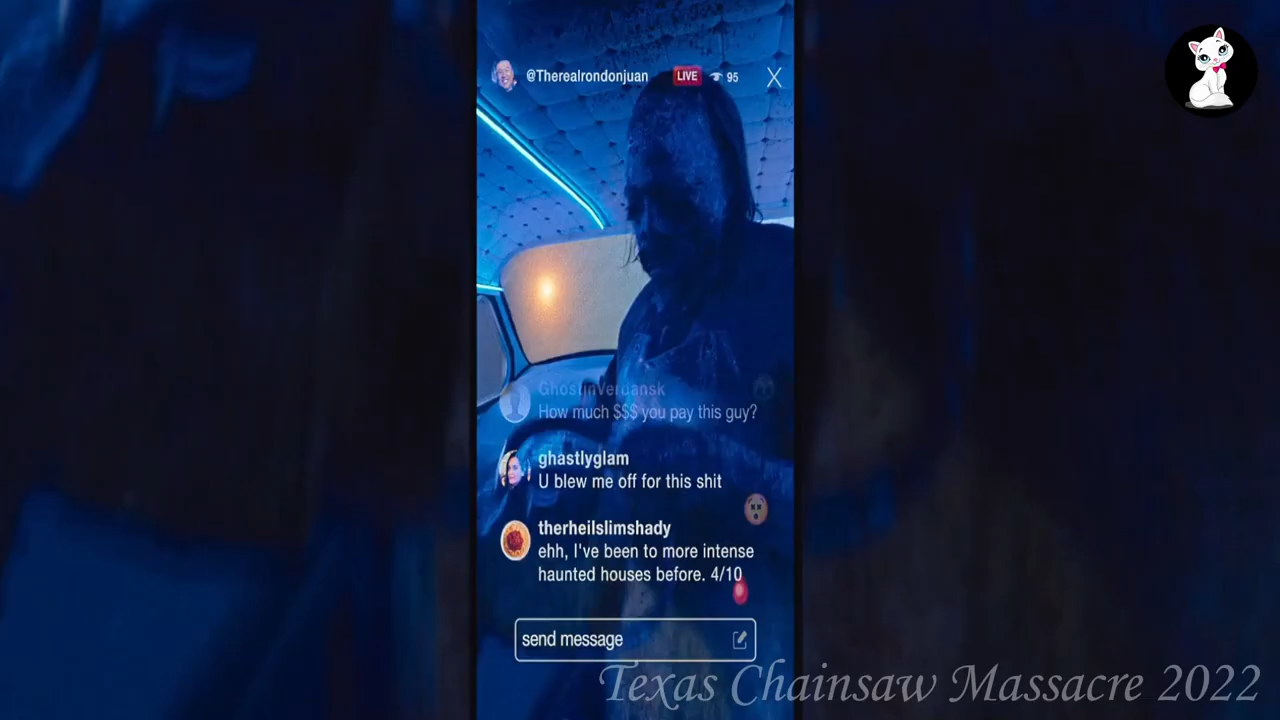 @Therealrondonjuan LIVE 95
GhostinVerdansk
How much $$$ you pay this guy?
ghastlyglam
U blew me off for this shit
therheilslimshady
ehh, I've been to more intense
haunted houses before. 4/10
send message
Texas Chainsaw Massacre 2022